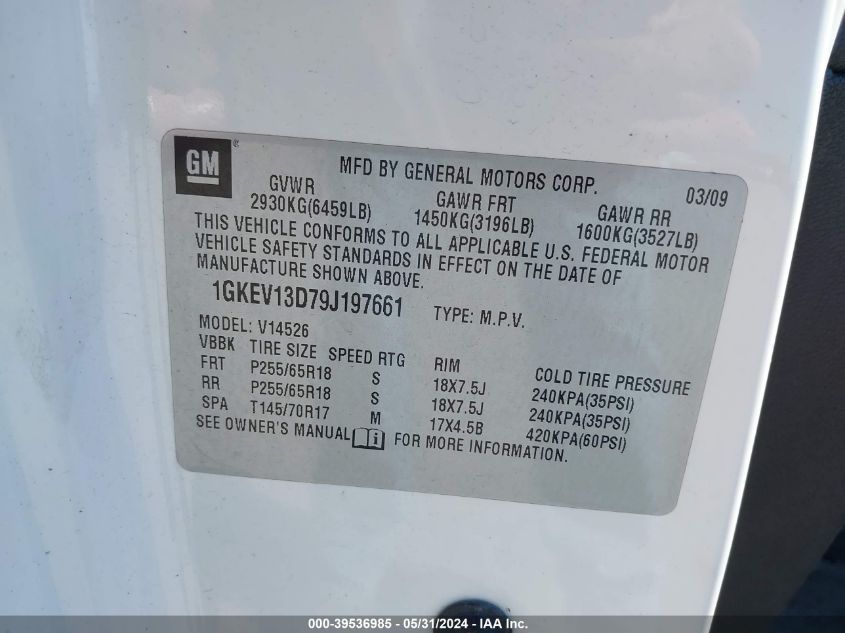 GM® MFD BY GENERAL MOTORS CORP. 03/09
GVWR GAWR FRT GAWR RR
2930KG(6459LB) 1450KG(3196LB) 1600KG(3527LB)
THIS VEHICLE CONFORMS TO ALL APPLICABLE U.S. FEDERAL MOTOR
VEHICLE SAFETY STANDARDS IN EFFECT ON THE DATE OF
MANUFACTURE SHOWN ABOVE.
1GKEV13D79J197661 TYPE: M.P.V.
MODEL: V14526
VBBK TIRE SIZE SPEED RTG RIM COLD TIRE PRESSURE
FRT P255/65R18 S 18X7.5J 240KPA(35PSI)
RR P255/65R18 S 18X7.5J 240KPA(35PSI)
SPA T145/70R17 M 17X4.5B 420KPA(60PSI)
SEE OWNER'S MANUAL i FOR MORE INFORMATION.
000-39536985 - 05/31/2024 - IAA Inc.